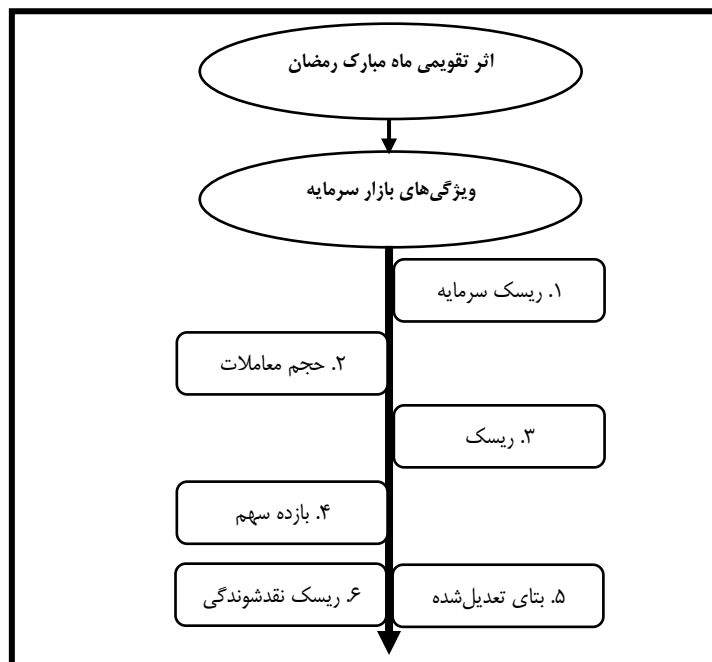 اثر تقویمی ماه مبارک رمضان
ویژگی‌های بازار سرمایه
۱. ریسک سرمایه
۲. حجم معاملات
۳. ریسک
۴. بازده سهم
۵. بتای تعدیل‌شده
۶. ریسک نقدشوندگی